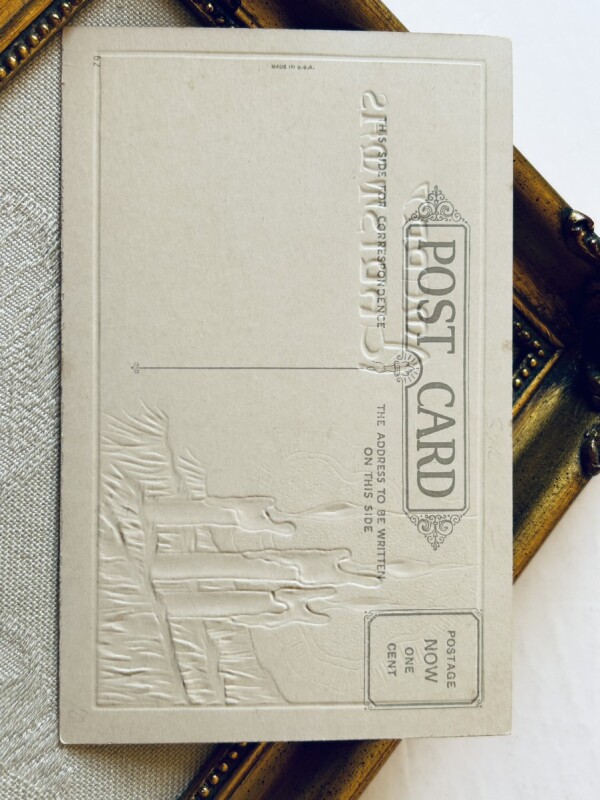 62
MADE IN U.S.A.
POST CARD
THIS SIDE FOR CORRESPONDENCE
THE ADDRESS TO BE WRITTEN
ON THIS SIDE
POSTAGE
NOW
ONE
CENT